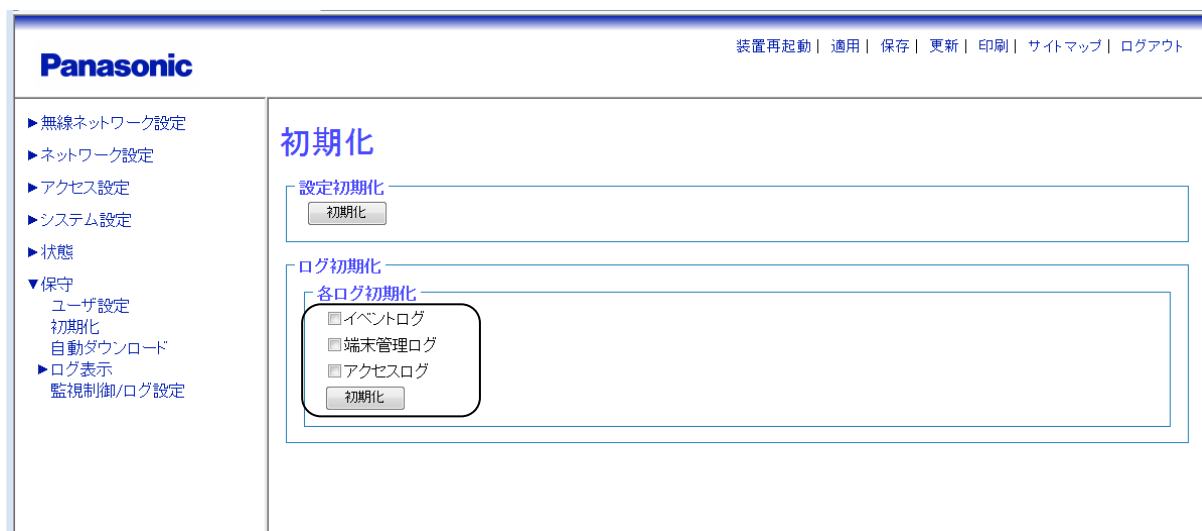 装置再起動| 適用| 保存| 更新| 印刷| サイトマップ| ログアウト
Panasonic
▶無線ネットワーク設定
▶ネットワーク設定
▶アクセス設定
▶システム設定
▶状態
▼保守
ユーザ設定
初期化
自動ダウンロード
▶ログ表示
監視制御/ログ設定
初期化
設定初期化
初期化
ログ初期化
各ログ初期化
イベントログ
端末管理ログ
アクセスログ
初期化